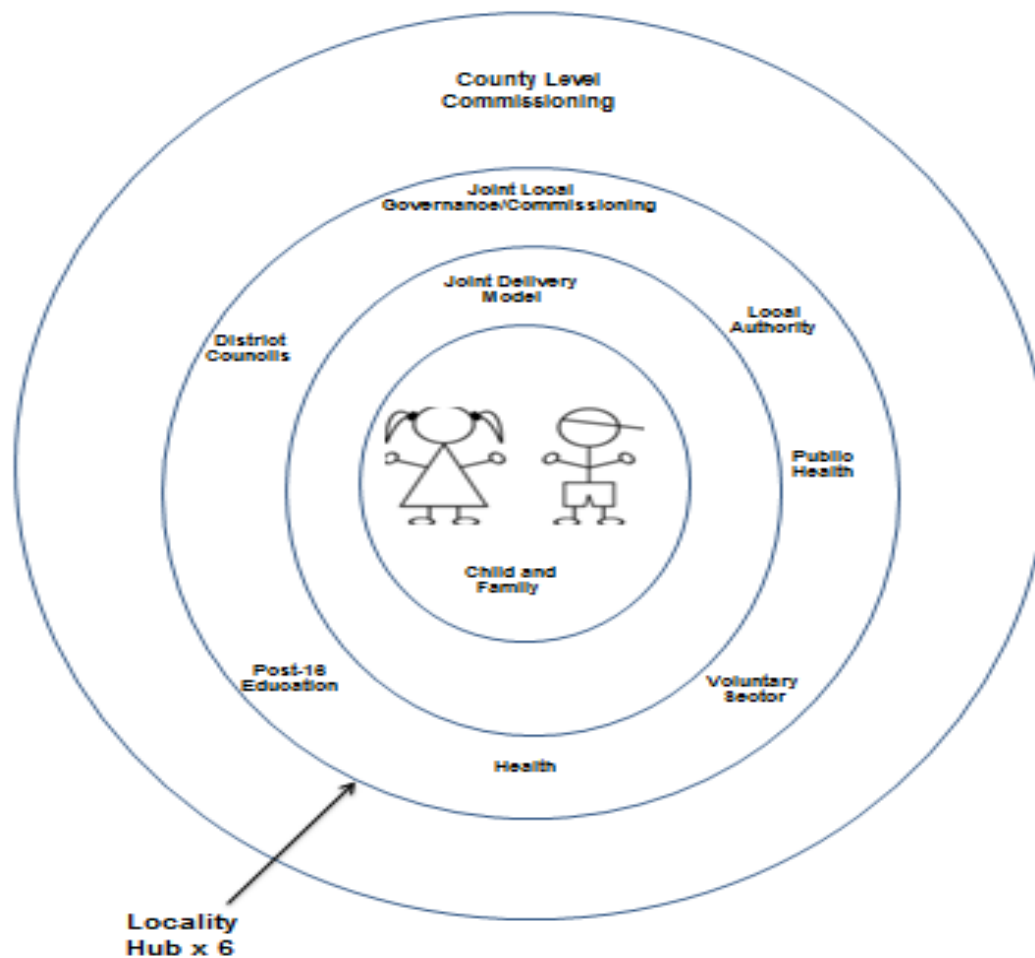 County Level
Commissioning
Joint Local
Governance/Commissioning
Joint Delivery
Model
Local
Authority
District
Councils
Public
Health
Child and
Family
Post-16
Education
Voluntary
Sector
Health
Locality
Hub x 6